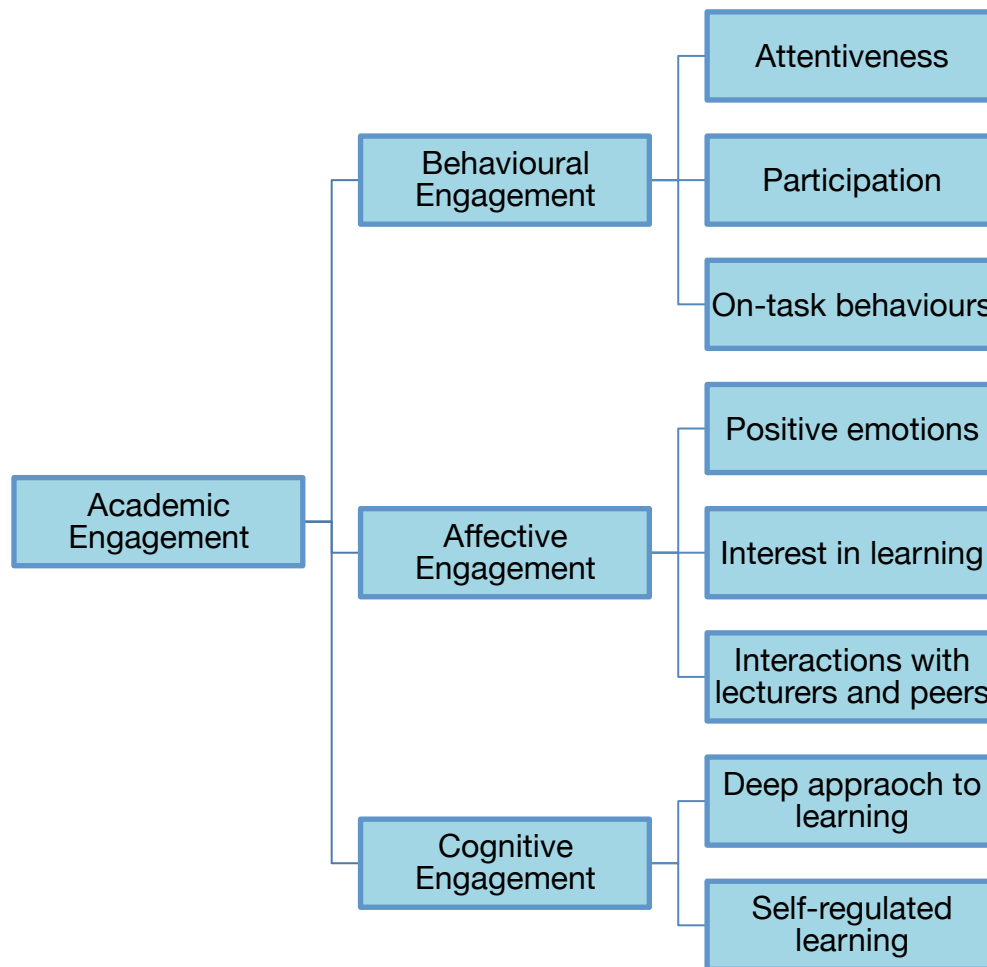 Attentiveness
Behavioural
Engagement
Participation
On-task behaviours
Positive emotions
Academic
Engagement
Affective
Engagement
Interest in learning
Interactions with
lecturers and peers
Deep appraoch to
learning
Cognitive
Engagement
Self-regulated
learning